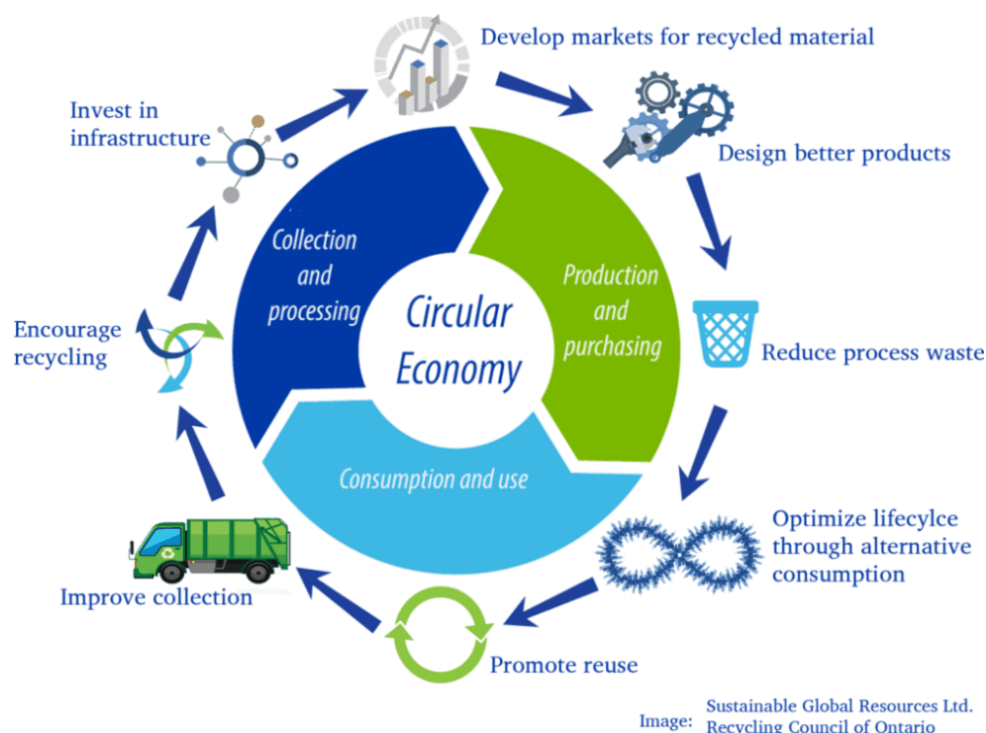 Develop markets for recycled material
Invest in
infrastructure
Design better products
Collection
and
processing
Circular
Economy
Production
and
purchasing
Encourage
recycling
Reduce process waste
Consumption and use
Optimize lifecylce
through alternative
consumption
Improve collection
Promote reuse
Image:
Sustainable Global Resources Ltd.
Recycling Council of Ontario